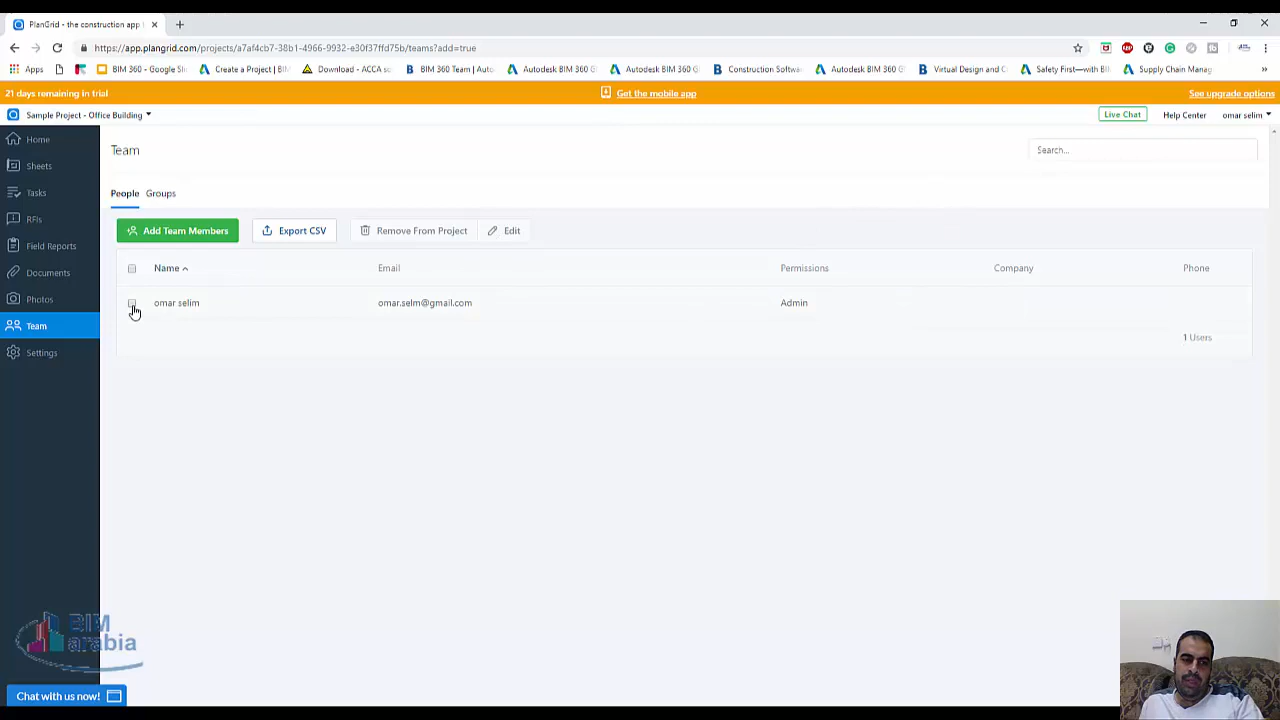 PlanGrid - the construction app
https://app.plangrid.com/projects/a7af4cb7-38b1-4966-9932-e30f37ffd75b/teams?add=true
Apps
BIM 360 - Google Sli
Create a Project | BIM
Download - ACCA so
BIM 360 Team | Auto
Autodesk BIM 360 G
Autodesk BIM 360 G
Construction Softwa
Autodesk BIM 360 G
Virtual Design and C
Safety First—with BI
Supply Chain Manag
21 days remaining in trial
Get the mobile app
See upgrade options
Sample Project - Office Building
Live Chat
Help Center
omar selim
Home
Sheets
Tasks
RFIs
Field Reports
Documents
Photos
Team
Settings
Team
Search...
People Groups
Add Team Members
Export CSV
Remove From Project
Edit
Name Email Permissions Company Phone
omar selim omar.selm@gmail.com Admin
1 Users
BIM
arabia
Chat with us now!